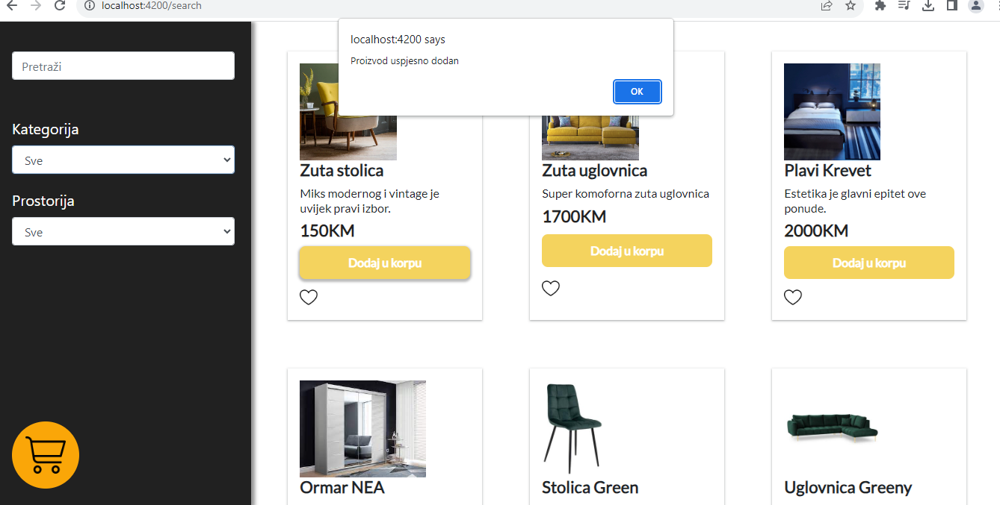 localhost:4200/search
localhost:4200 says
Proizvod uspjesno dodan
OK
Pretraži
Kategorija
Sve
Prostorija
Sve
Zuta stolica
Miks modernog i vintage je
uvijek pravi izbor.
150KM
Dodaj u korpu
Zuta uglovnica
Super komoforna zuta uglovnica
1700KM
Dodaj u korpu
Plavi Krevet
Estetika je glavni epitet ove
ponude.
2000KM
Dodaj u korpu
Ormar NEA
Stolica Green
Uglovnica Greeny